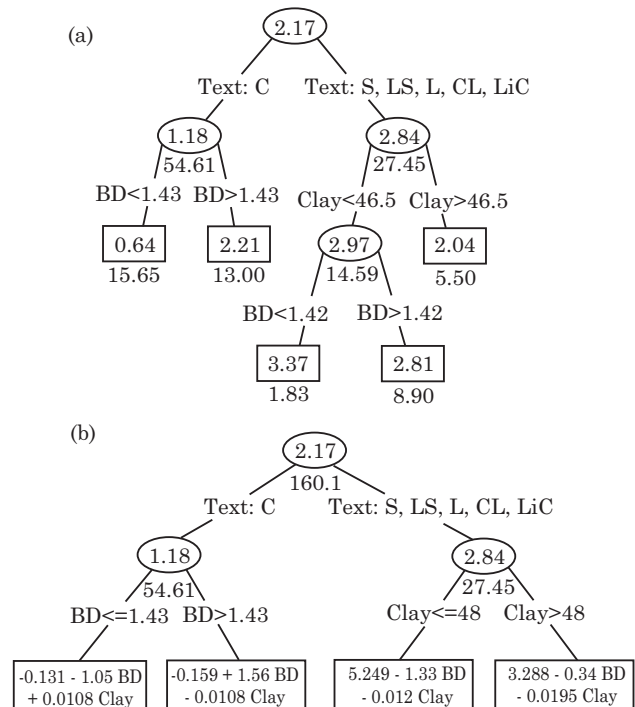 (a)
2.17
Text: C
Text: S, LS, L, CL, LiC
1.18
2.84
54.61
27.45
BD<1.43
BD>1.43
Clay<46.5
Clay>46.5
0.64
2.21
2.97
2.04
15.65
13.00
14.59
5.50
BD<1.42
BD>1.42
3.37
2.81
1.83
8.90
(b)
2.17
160.1
Text: C
Text: S, LS, L, CL, LiC
1.18
2.84
54.61
27.45
BD<=1.43
BD>1.43
Clay<=48
Clay>48
-0.131 - 1.05 BD
+ 0.0108 Clay
-0.159 + 1.56 BD
- 0.0108 Clay
5.249 - 1.33 BD
- 0.012 Clay
3.288 - 0.34 BD
- 0.0195 Clay